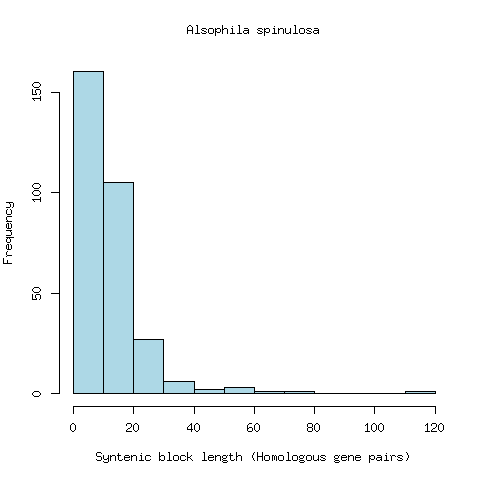 Alsophila spinulosa
Frequency
150
100
50
0
0 20 40 60 80 100 120
Syntenic block length (Homologous gene pairs)